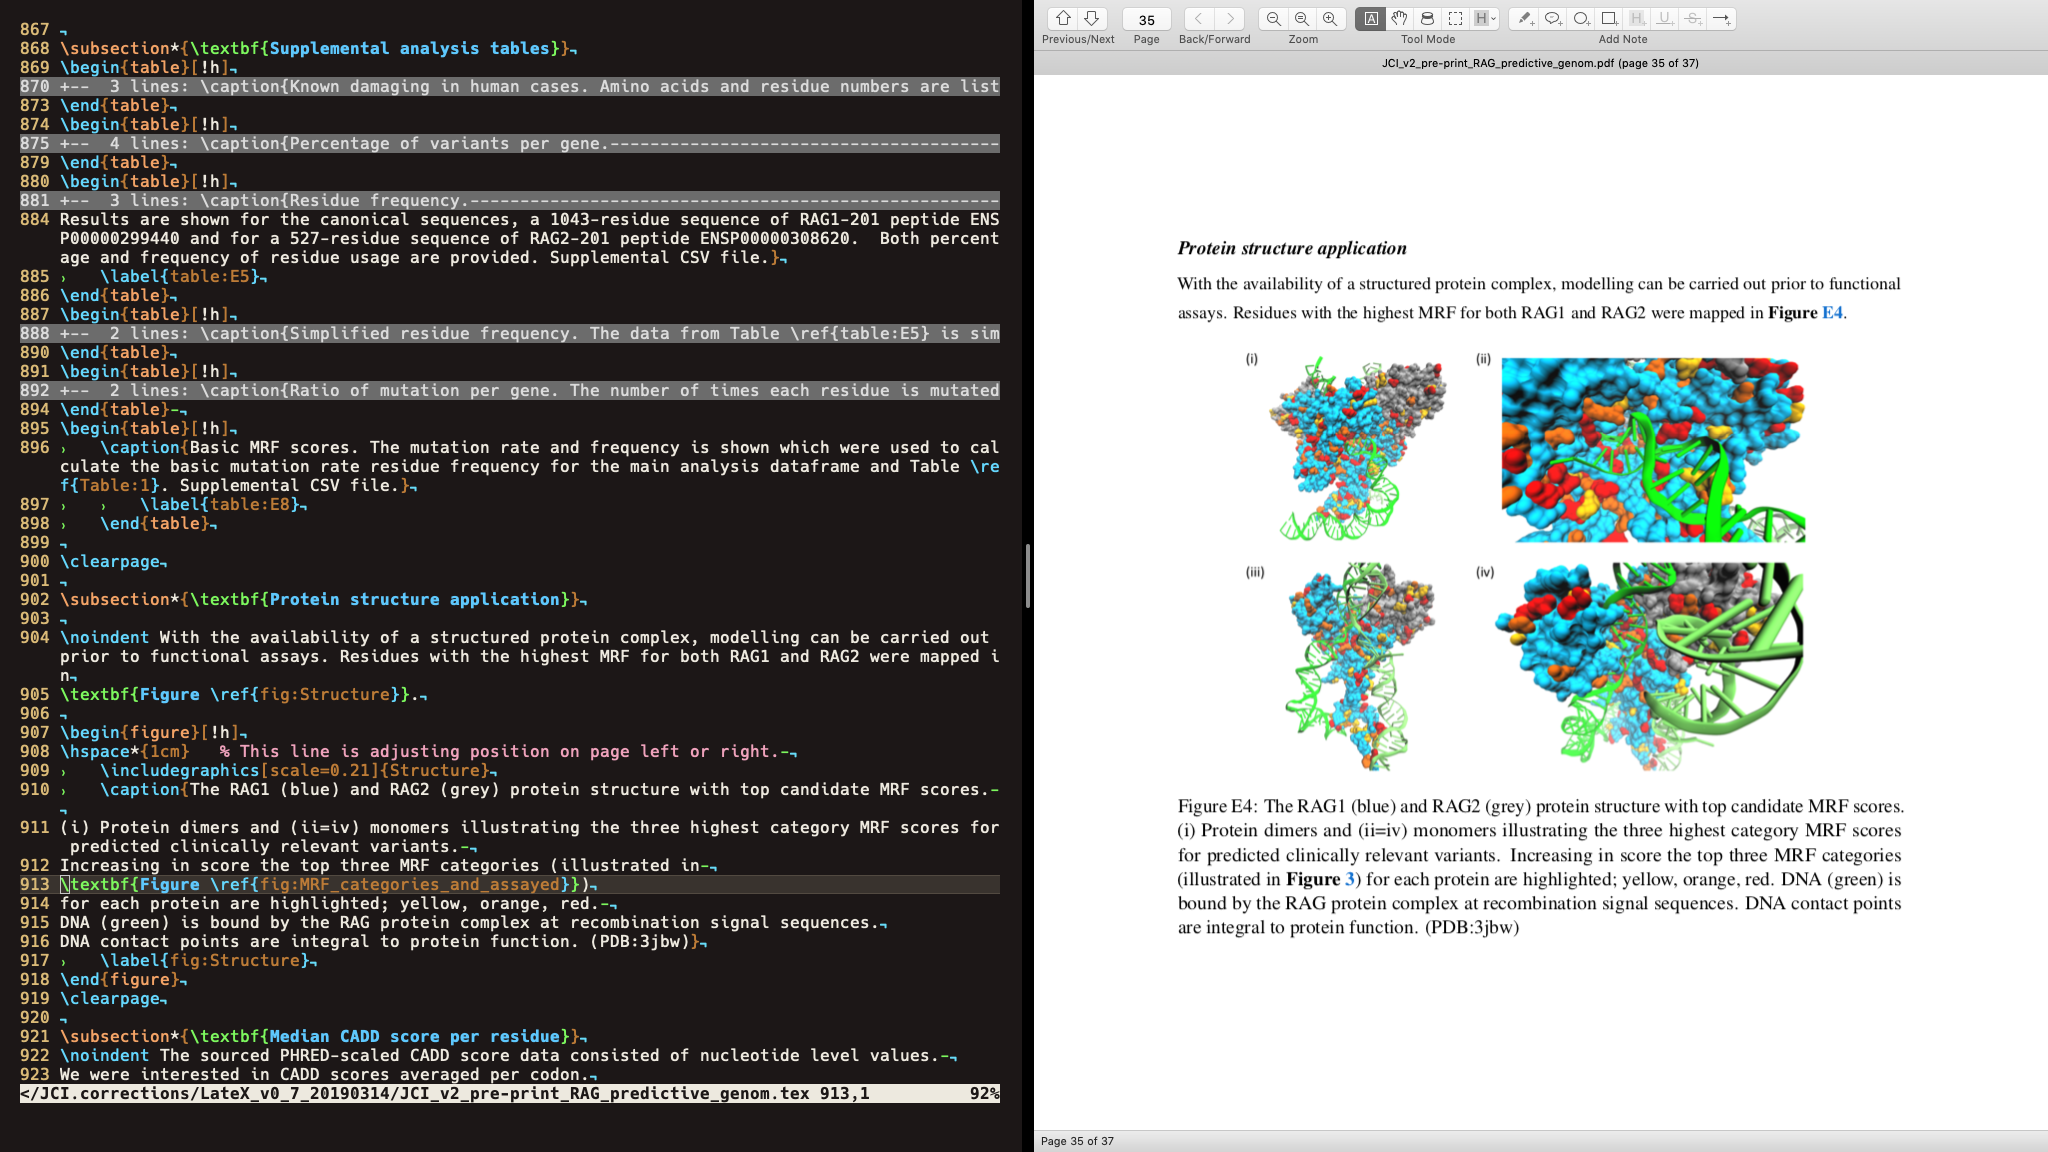 867 ¬
868 \subsection*{\textbf{Supplemental analysis tables}}¬
869 \begin{table}[!h]¬
870 +--  3 lines: \caption{Known damaging in human cases. Amino acids and residue numbers are list
873 \end{table}¬
874 \begin{table}[!h]¬
875 +--  4 lines: \caption{Percentage of variants per gene.---------------------------------------
879 \end{table}¬
880 \begin{table}[!h]¬
881 +--  3 lines: \caption{Residue frequency.-----------------------------------------------------
884 Results are shown for the canonical sequences, a 1043-residue sequence of RAG1-201 peptide ENS
P00000299440 and for a 527-residue sequence of RAG2-201 peptide ENSP00000308620.  Both percent
age and frequency of residue usage are provided. Supplemental CSV file.}¬
885 ›   \label{table:E5}¬
886 \end{table}¬
887 \begin{table}[!h]¬
888 +--  2 lines: \caption{Simplified residue frequency. The data from Table \ref{table:E5} is sim
890 \end{table}¬
891 \begin{table}[!h]¬
892 +--  2 lines: \caption{Ratio of mutation per gene. The number of times each residue is mutated
894 \end{table}-¬
895 \begin{table}[!h]¬
896 ›   \caption{Basic MRF scores. The mutation rate and frequency is shown which were used to cal
culate the basic mutation rate residue frequency for the main analysis dataframe and Table \re
f{Table:1}. Supplemental CSV file.}¬
897 ›   ›   \label{table:E8}¬
898 ›   \end{table}¬
899 ¬
900 \clearpage¬
901 ¬
902 \subsection*{\textbf{Protein structure application}}¬
903 ¬
904 \noindent With the availability of a structured protein complex, modelling can be carried out
prior to functional assays. Residues with the highest MRF for both RAG1 and RAG2 were mapped i
n¬
905 \textbf{Figure \ref{fig:Structure}}.¬
906 ¬
907 \begin{figure}[!h]¬
908 \hspace*{1cm}   % This line is adjusting position on page left or right.-¬
909 ›   \includegraphics[scale=0.21]{Structure}¬
910 ›   \caption{The RAG1 (blue) and RAG2 (grey) protein structure with top candidate MRF scores.-
¬
911 (i) Protein dimers and (ii=iv) monomers illustrating the three highest category MRF scores for
predicted clinically relevant variants.-¬
912 Increasing in score the top three MRF categories (illustrated in-¬
913 \textbf{Figure \ref{fig:MRF_categories_and_assayed}})¬
914 for each protein are highlighted; yellow, orange, red.-¬
915 DNA (green) is bound by the RAG protein complex at recombination signal sequences.¬
916 DNA contact points are integral to protein function. (PDB:3jbw)}¬
917 ›   \label{fig:Structure}¬
918 \end{figure}¬
919 \clearpage¬
920 ¬
921 \subsection*{\textbf{Median CADD score per residue}}¬
922 \noindent The sourced PHRED-scaled CADD score data consisted of nucleotide level values.-¬
923 We were interested in CADD scores averaged per codon.¬
</JCI.corrections/LateX_v0_7_20190314/JCI_v2_pre-print_RAG_predictive_genom.tex 913,1 92%
35
A
H
H
U
S
Previous/Next Page Back/Forward Zoom Tool Mode Add Note
JCI_v2_pre-print_RAG_predictive_genom.pdf (page 35 of 37)
Protein structure application
With the availability of a structured protein complex, modelling can be carried out prior to functional
assays. Residues with the highest MRF for both RAG1 and RAG2 were mapped in Figure E4.
(i) (ii)
(iii) (iv)
Figure E4: The RAG1 (blue) and RAG2 (grey) protein structure with top candidate MRF scores.
(i) Protein dimers and (ii=iv) monomers illustrating the three highest category MRF scores
for predicted clinically relevant variants. Increasing in score the top three MRF categories
(illustrated in Figure 3) for each protein are highlighted; yellow, orange, red. DNA (green) is
bound by the RAG protein complex at recombination signal sequences. DNA contact points
are integral to protein function. (PDB:3jbw)
Page 35 of 37